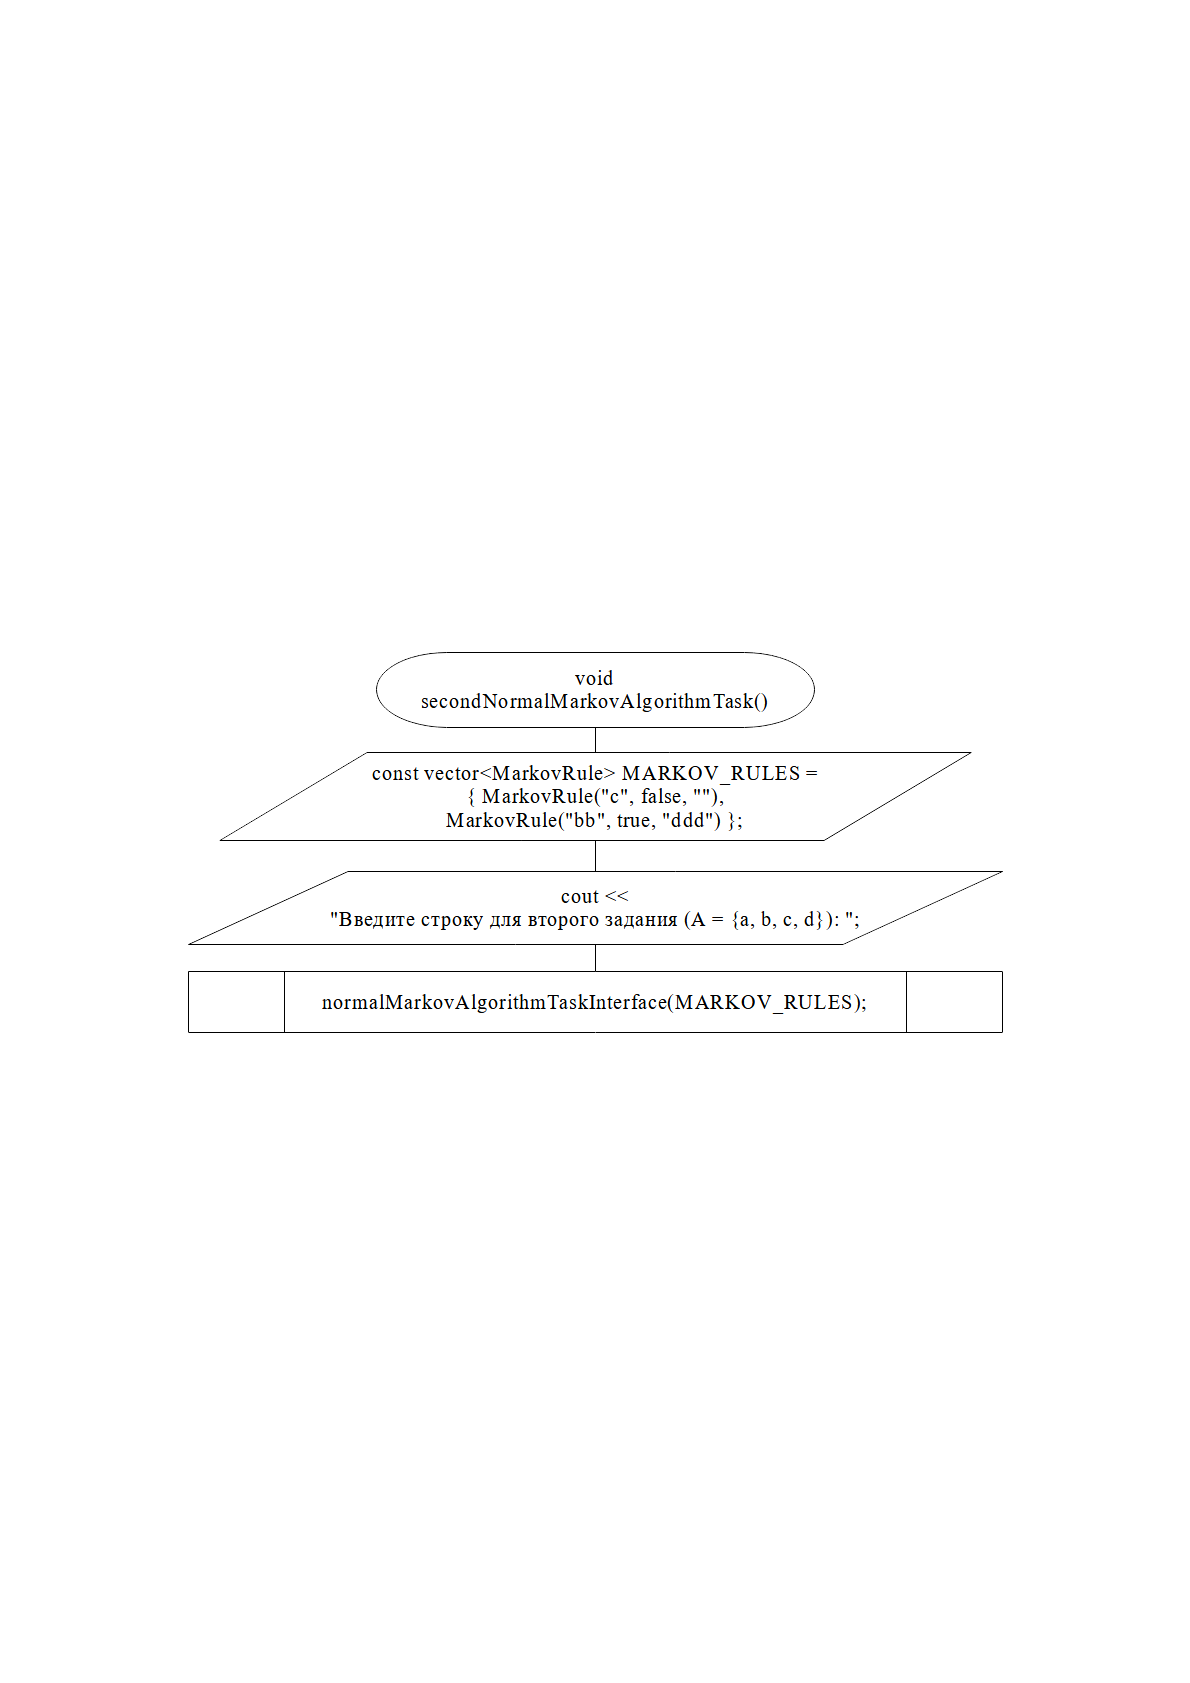 void
secondNormalMarkovAlgorithmTask()
const vector<MarkovRule> MARKOV_RULES =
{ MarkovRule("c", false, ""),
MarkovRule("bb", true, "ddd") };
cout <<
"Введите строку для второго задания (A = {a, b, c, d}): ";
normalMarkovAlgorithmTaskInterface(MARKOV_RULES);